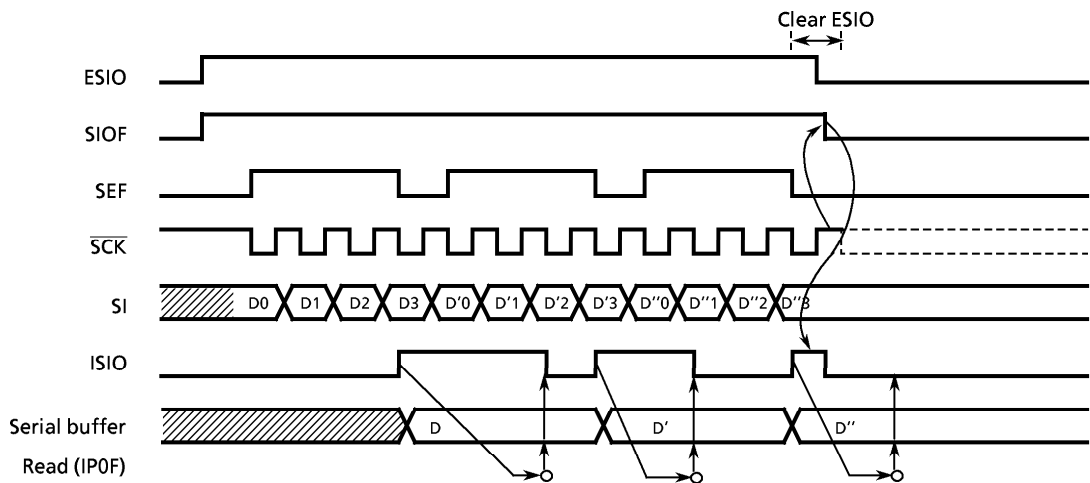 Clear ESIO
ESIO
SIOF
SEF
SCK
SI
D0 D1 D2 D3 D'0 D'1 D'2 D'3 D''0 D''1 D''2 D''3
ISIO
Serial buffer
D D' D''
Read (IP0F)